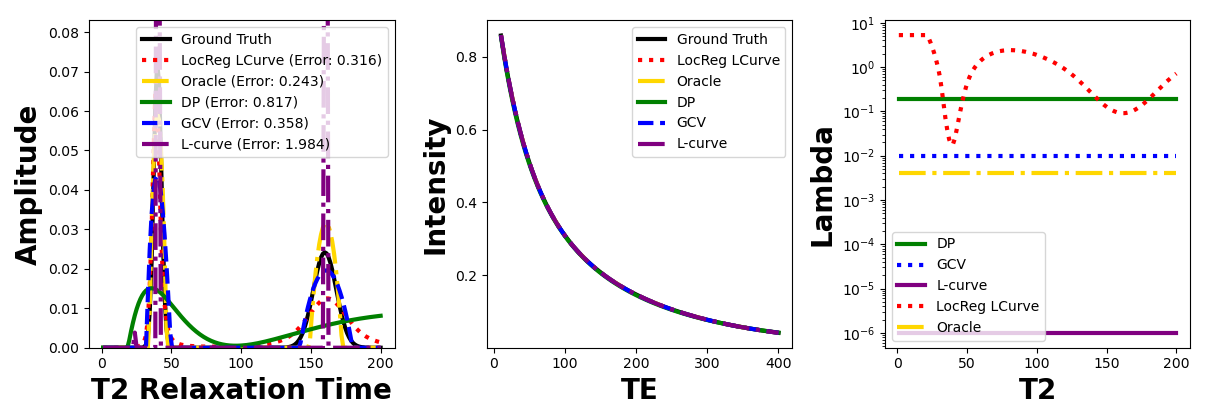 0.08
0.07
0.06
0.05
0.04
0.03
0.02
0.01
0.00
Amplitude
Ground Truth
LocReg LCurve (Error: 0.316)
Oracle (Error: 0.243)
DP (Error: 0.817)
GCV (Error: 0.358)
L-curve (Error: 1.984)
0 50 100 150 200
T2 Relaxation Time
0.8
0.6
0.4
0.2
Intensity
Ground Truth
LocReg LCurve
Oracle
DP
GCV
L-curve
0 100 200 300 400
TE
10^1
10^0
10^-1
10^-2
10^-3
10^-4
10^-5
10^-6
Lambda
DP
GCV
L-curve
LocReg LCurve
Oracle
0 50 100 150 200
T2